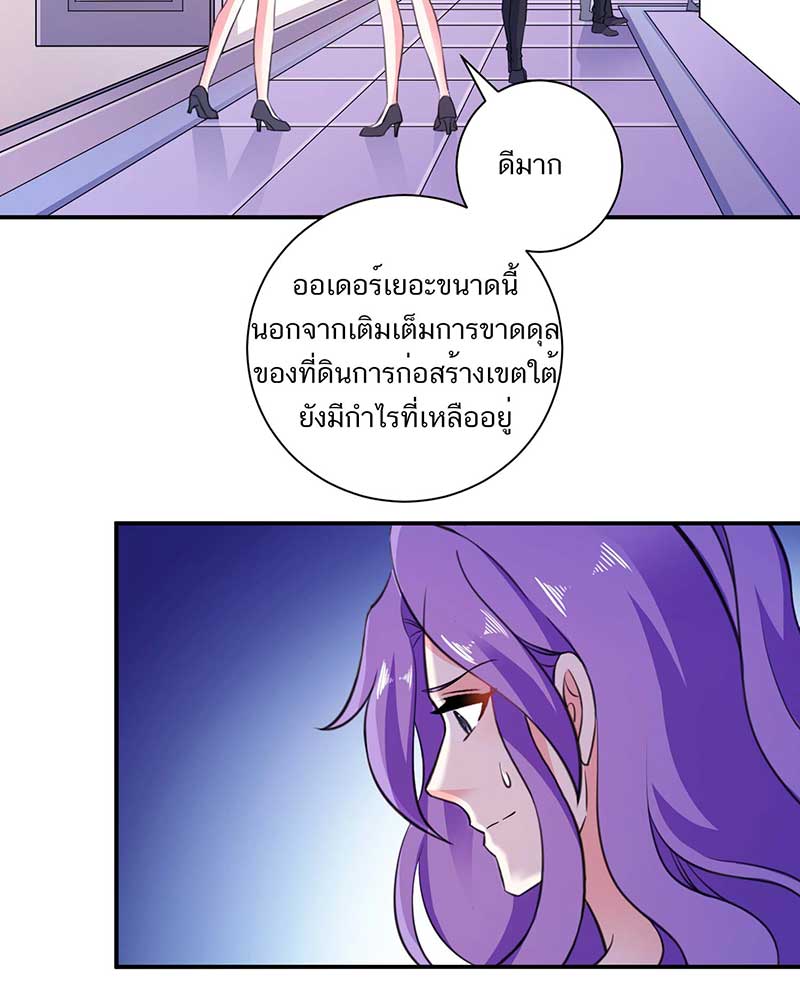 ดีมาก
ออเดอร์เยอะขนาดนี้
นอกจากเติมเต็มการขาดดุล
ของที่ดินการก่อสร้างเขตใต้
ยังมีกำไรที่เหลืออยู่